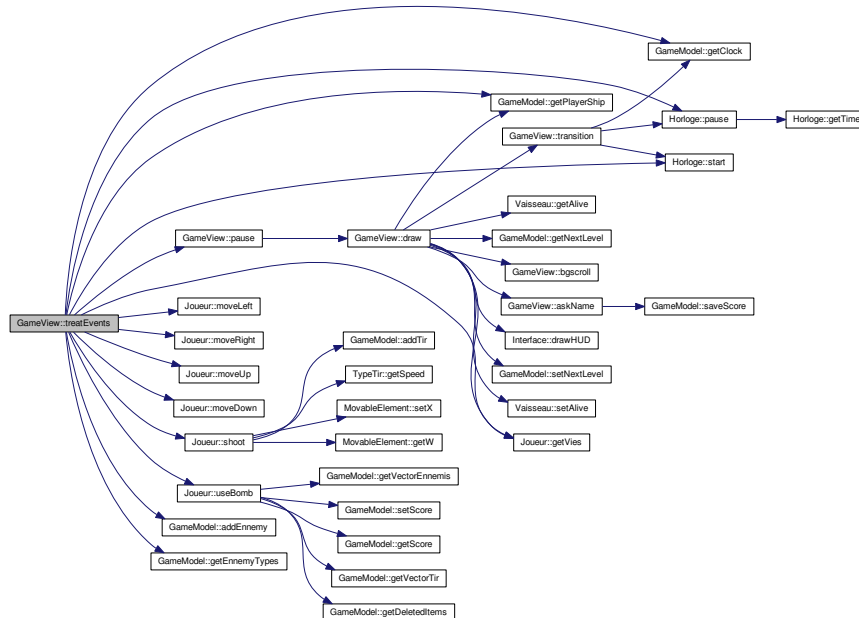 GameModel::getClock
GameModel::getPlayerShip
Horloge::pause
Horloge::getTime
GameView::transition
Horloge::start
Vaisseau::getAlive
GameView::pause
GameView::draw
GameModel::getNextLevel
GameView::bgscroll
GameView::askName
GameModel::saveScore
Joueur::moveLeft
GameView::treatEvents
Joueur::moveRight
Interface::drawHUD
GameModel::addTir
Joueur::moveUp
TypeTir::getSpeed
GameModel::setNextLevel
Joueur::moveDown
MovableElement::setX
Vaisseau::setAlive
Joueur::shoot
MovableElement::getW
Joueur::getVies
GameModel::getVectorEnnemis
Joueur::useBomb
GameModel::setScore
GameModel::addEnnemy
GameModel::getScore
GameModel::getEnnemyTypes
GameModel::getVectorTir
GameModel::getDeletedItems